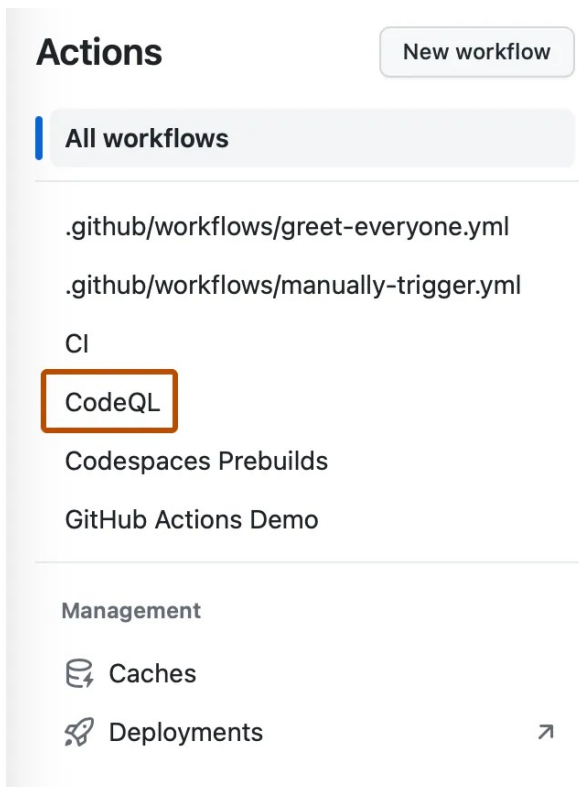 Actions
New workflow
All workflows
.github/workflows/greet-everyone.yml
.github/workflows/manually-trigger.yml
CI
CodeQL
Codespaces Prebuilds
GitHub Actions Demo
Management
Caches
Deployments